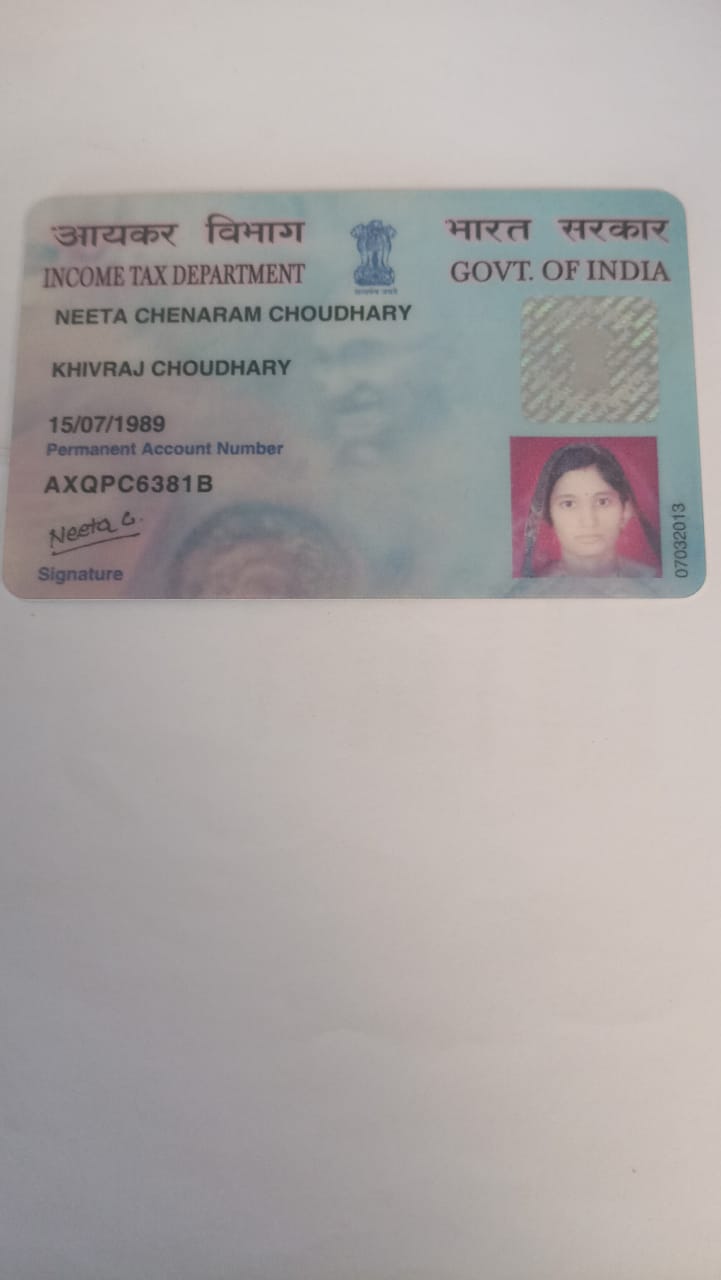 आयकर विभाग
INCOME TAX DEPARTMENT
भारत सरकार
GOVT. OF INDIA
NEETA CHENARAM CHOUDHARY
KHIVRAJ CHOUDHARY
15/07/1989
Permanent Account Number
AXQPC6381B
Neeta C.
Signature
07032013